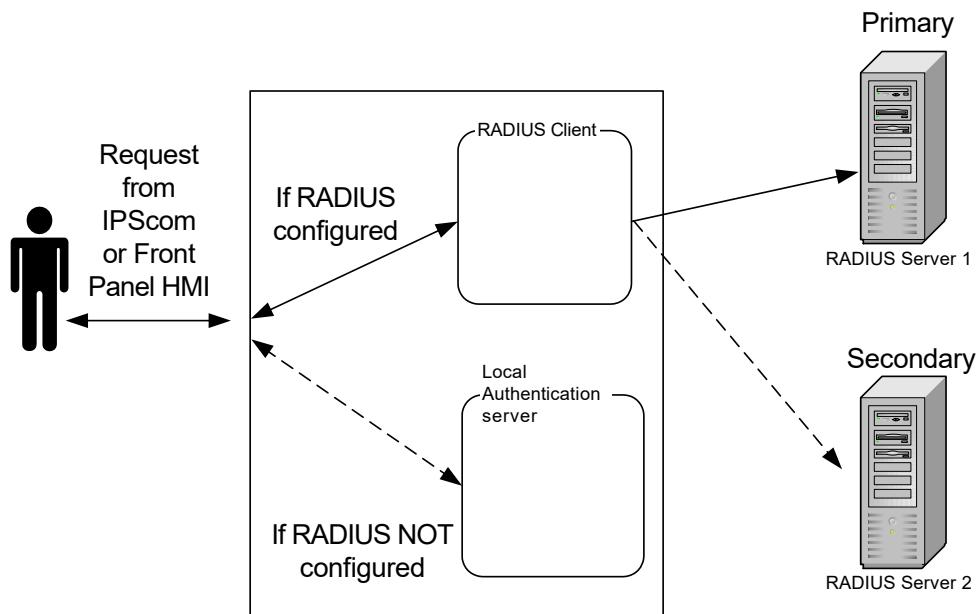 Primary
RADIUS Client
Request
from
IPScom
or Front
Panel HMI
If RADIUS
configured
RADIUS Server 1
Secondary
Local
Authentication
server
If RADIUS NOT
configured
RADIUS Server 2